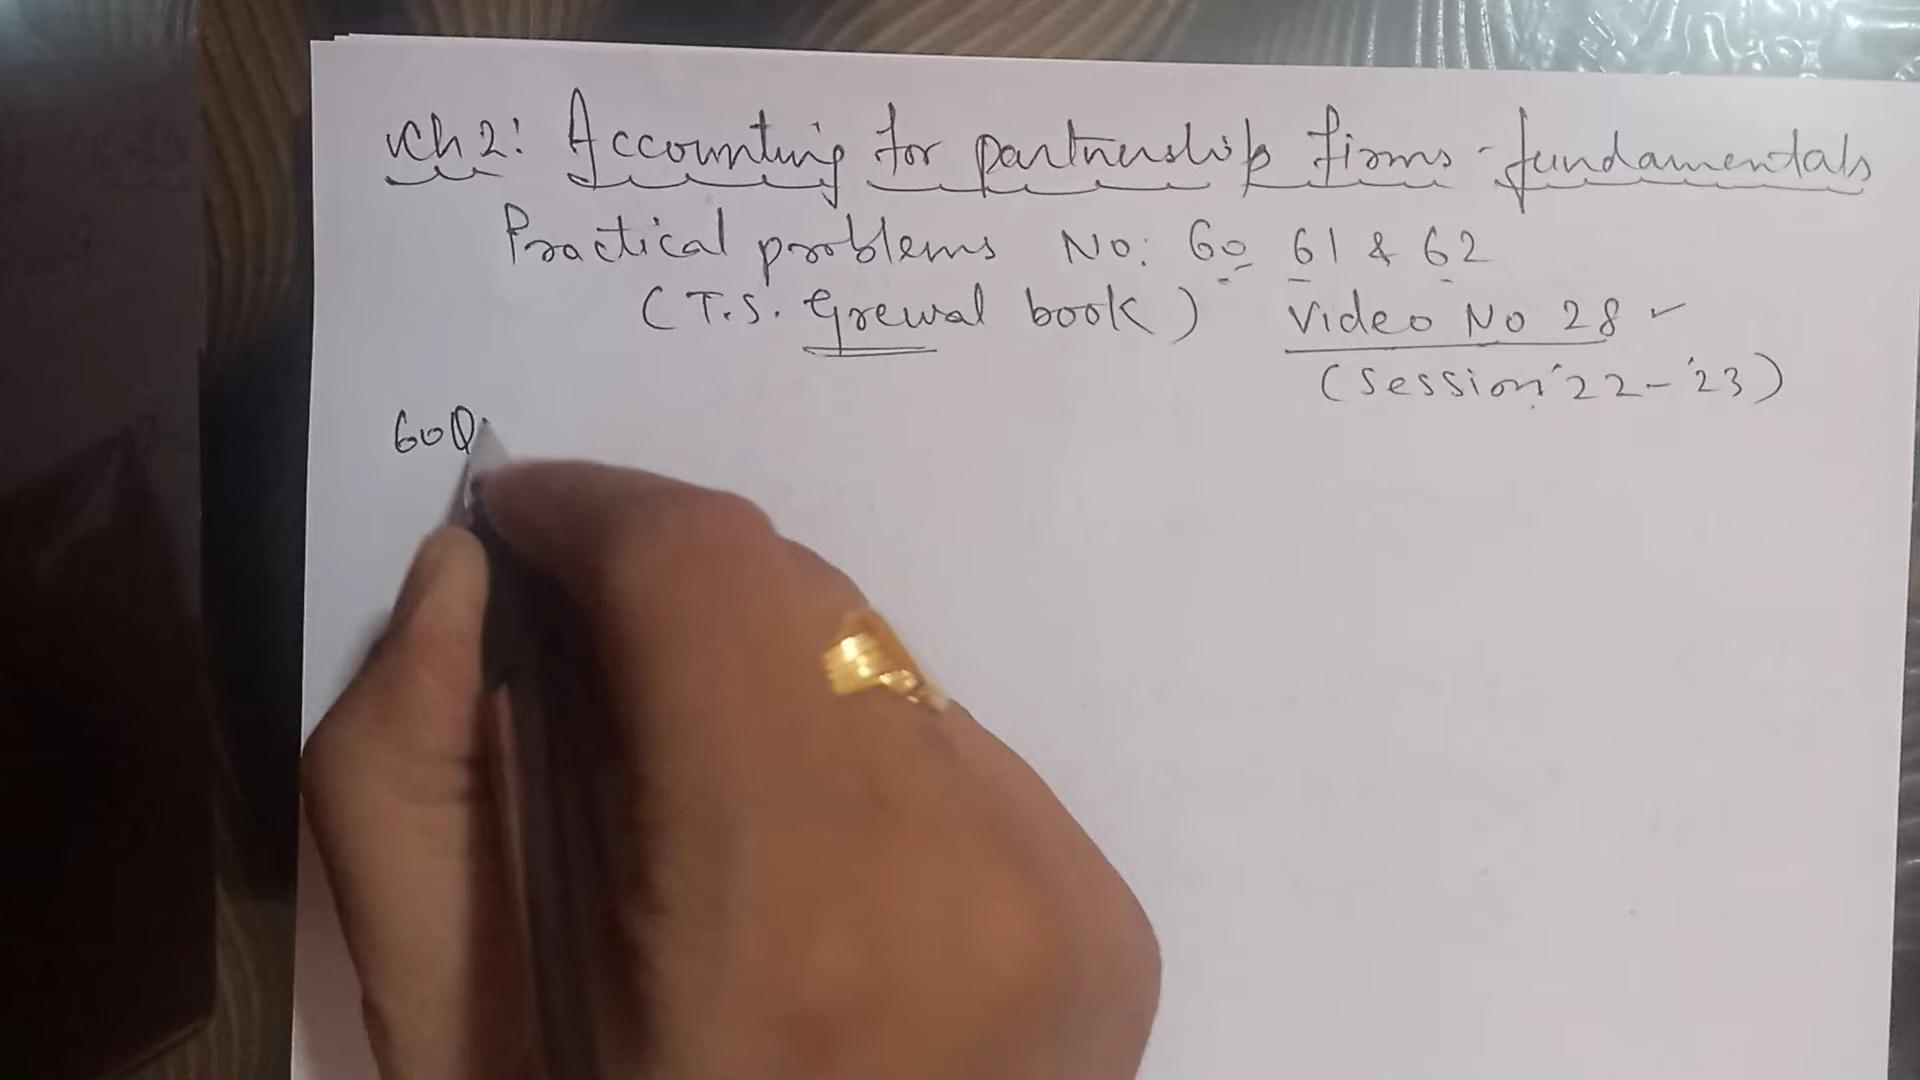 Ch 2: Accounting for partnership firms - fundamentals
Practical problems No: 60 61 & 62
(T.S. Grewal book) Video No 28
(Session '22-'23)
60Q